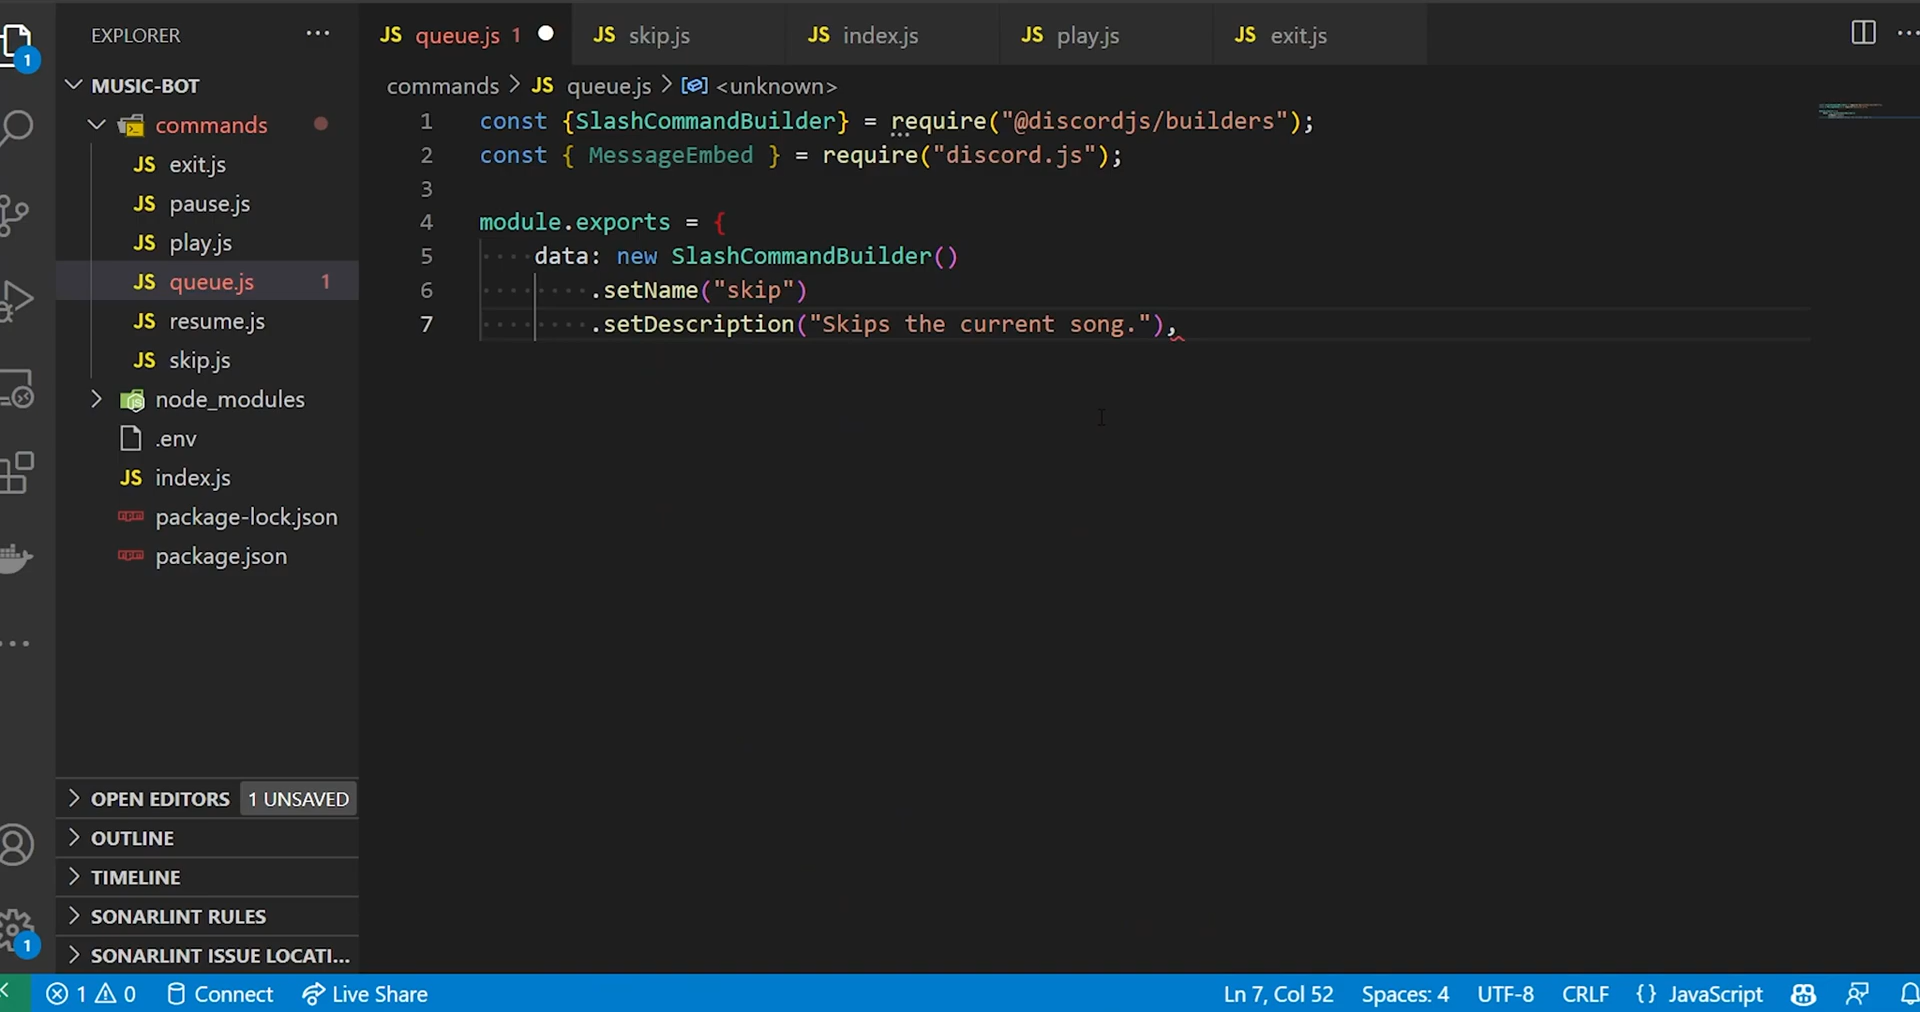 EXPLORER
JS queue.js 1
JS skip.js
JS index.js
JS play.js
JS exit.js
1
MUSIC-BOT
commands > JS queue.js > <unknown>
commands
JS exit.js
JS pause.js
JS play.js
JS queue.js 1
JS resume.js
JS skip.js
node_modules
.env
JS index.js
package-lock.json
package.json
1 const {SlashCommandBuilder} = require("@discordjs/builders");
2 const { MessageEmbed } = require("discord.js");
3
4 module.exports = {
5 data: new SlashCommandBuilder()
6 .setName("skip")
7 .setDescription("Skips the current song."),
OPEN EDITORS 1 UNSAVED
OUTLINE
TIMELINE
SONARLINT RULES
SONARLINT ISSUE LOCATI...
1
1 0 Connect Live Share
Ln 7, Col 52 Spaces: 4 UTF-8 CRLF {} JavaScript